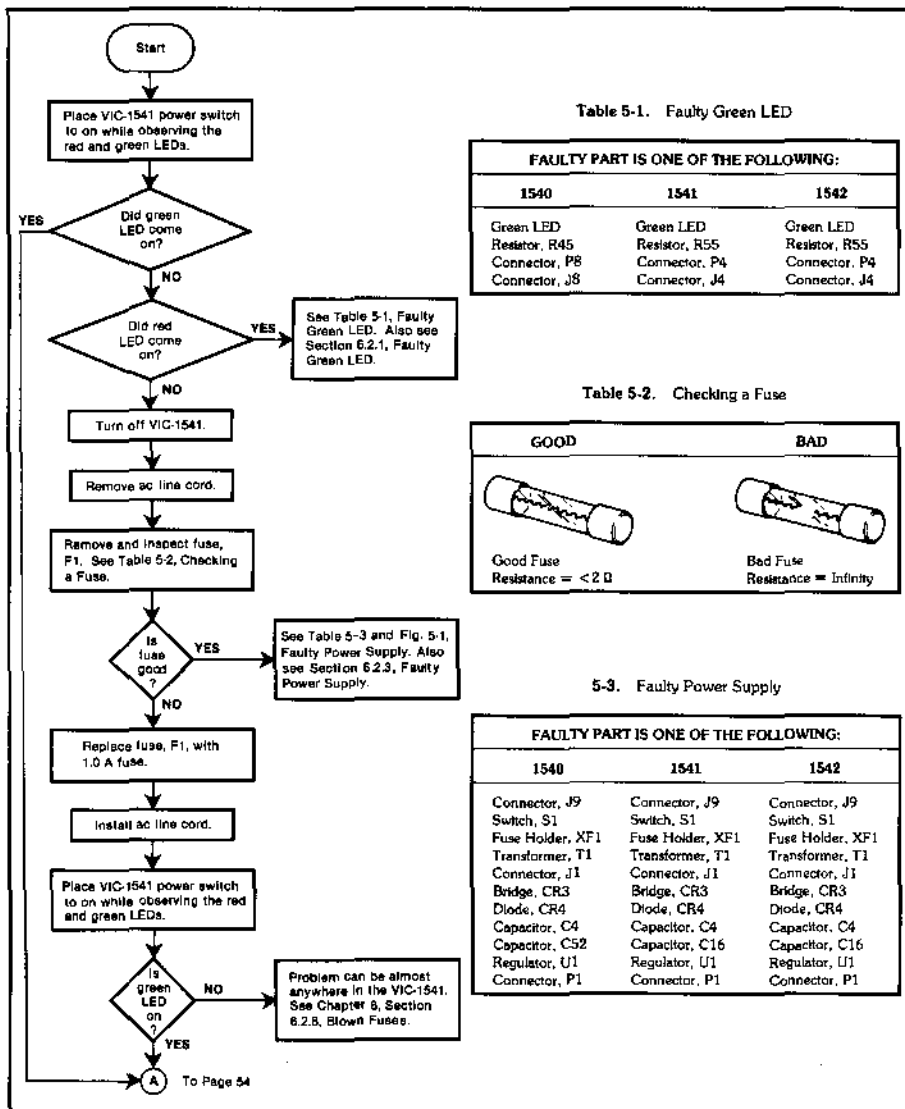 Start
Place VIC-1541 power switch
to on while observing the
red and green LEDs.
YES
Did green
LED come
on?
NO
Did red
LED come
on?
YES
See Table 5-1, Faulty
Green LED. Also see
Section 6.2.1, Faulty
Green LED.
NO
Turn off VIC-1541.
Remove ac line cord.
Remove and inspect fuse,
F1. See Table 5-2, Checking
a Fuse.
Is
fuse
good
?
YES
See Table 5-3 and Fig. 5-1,
Faulty Power Supply. Also
see Section 6.2.3, Faulty
Power Supply.
NO
Replace fuse, F1, with
1.0 A fuse.
Install ac line cord.
Place VIC-1541 power switch
to on while observing the red
and green LEDs.
Is
green
LED
on
?
NO
Problem can be almost
anywhere in the VIC-1541.
See Chapter 6, Section
6.2.8, Blown Fuses.
YES
A To Page 54
Table 5-1. Faulty Green LED
FAULTY PART IS ONE OF THE FOLLOWING:
1540 1541 1542
Green LED Green LED Green LED
Resistor, R45 Resistor, R55 Resistor, R55
Connector, P8 Connector, P4 Connector, P4
Connector, J8 Connector, J4 Connector, J4
Table 5-2. Checking a Fuse
GOOD BAD
Good Fuse Bad Fuse
Resistance = <2 Ω Resistance = Infinity
5-3. Faulty Power Supply
FAULTY PART IS ONE OF THE FOLLOWING:
1540 1541 1542
Connector, J9 Connector, J9 Connector, J9
Switch, S1 Switch, S1 Switch, S1
Fuse Holder, XF1 Fuse Holder, XF1 Fuse Holder, XF1
Transformer, T1 Transformer, T1 Transformer, T1
Connector, J1 Connector, J1 Connector, J1
Bridge, CR3 Bridge, CR3 Bridge, CR3
Diode, CR4 Diode, CR4 Diode, CR4
Capacitor, C4 Capacitor, C4 Capacitor, C4
Capacitor, C52 Capacitor, C16 Capacitor, C16
Regulator, U1 Regulator, U1 Regulator, U1
Connector, P1 Connector, P1 Connector, P1